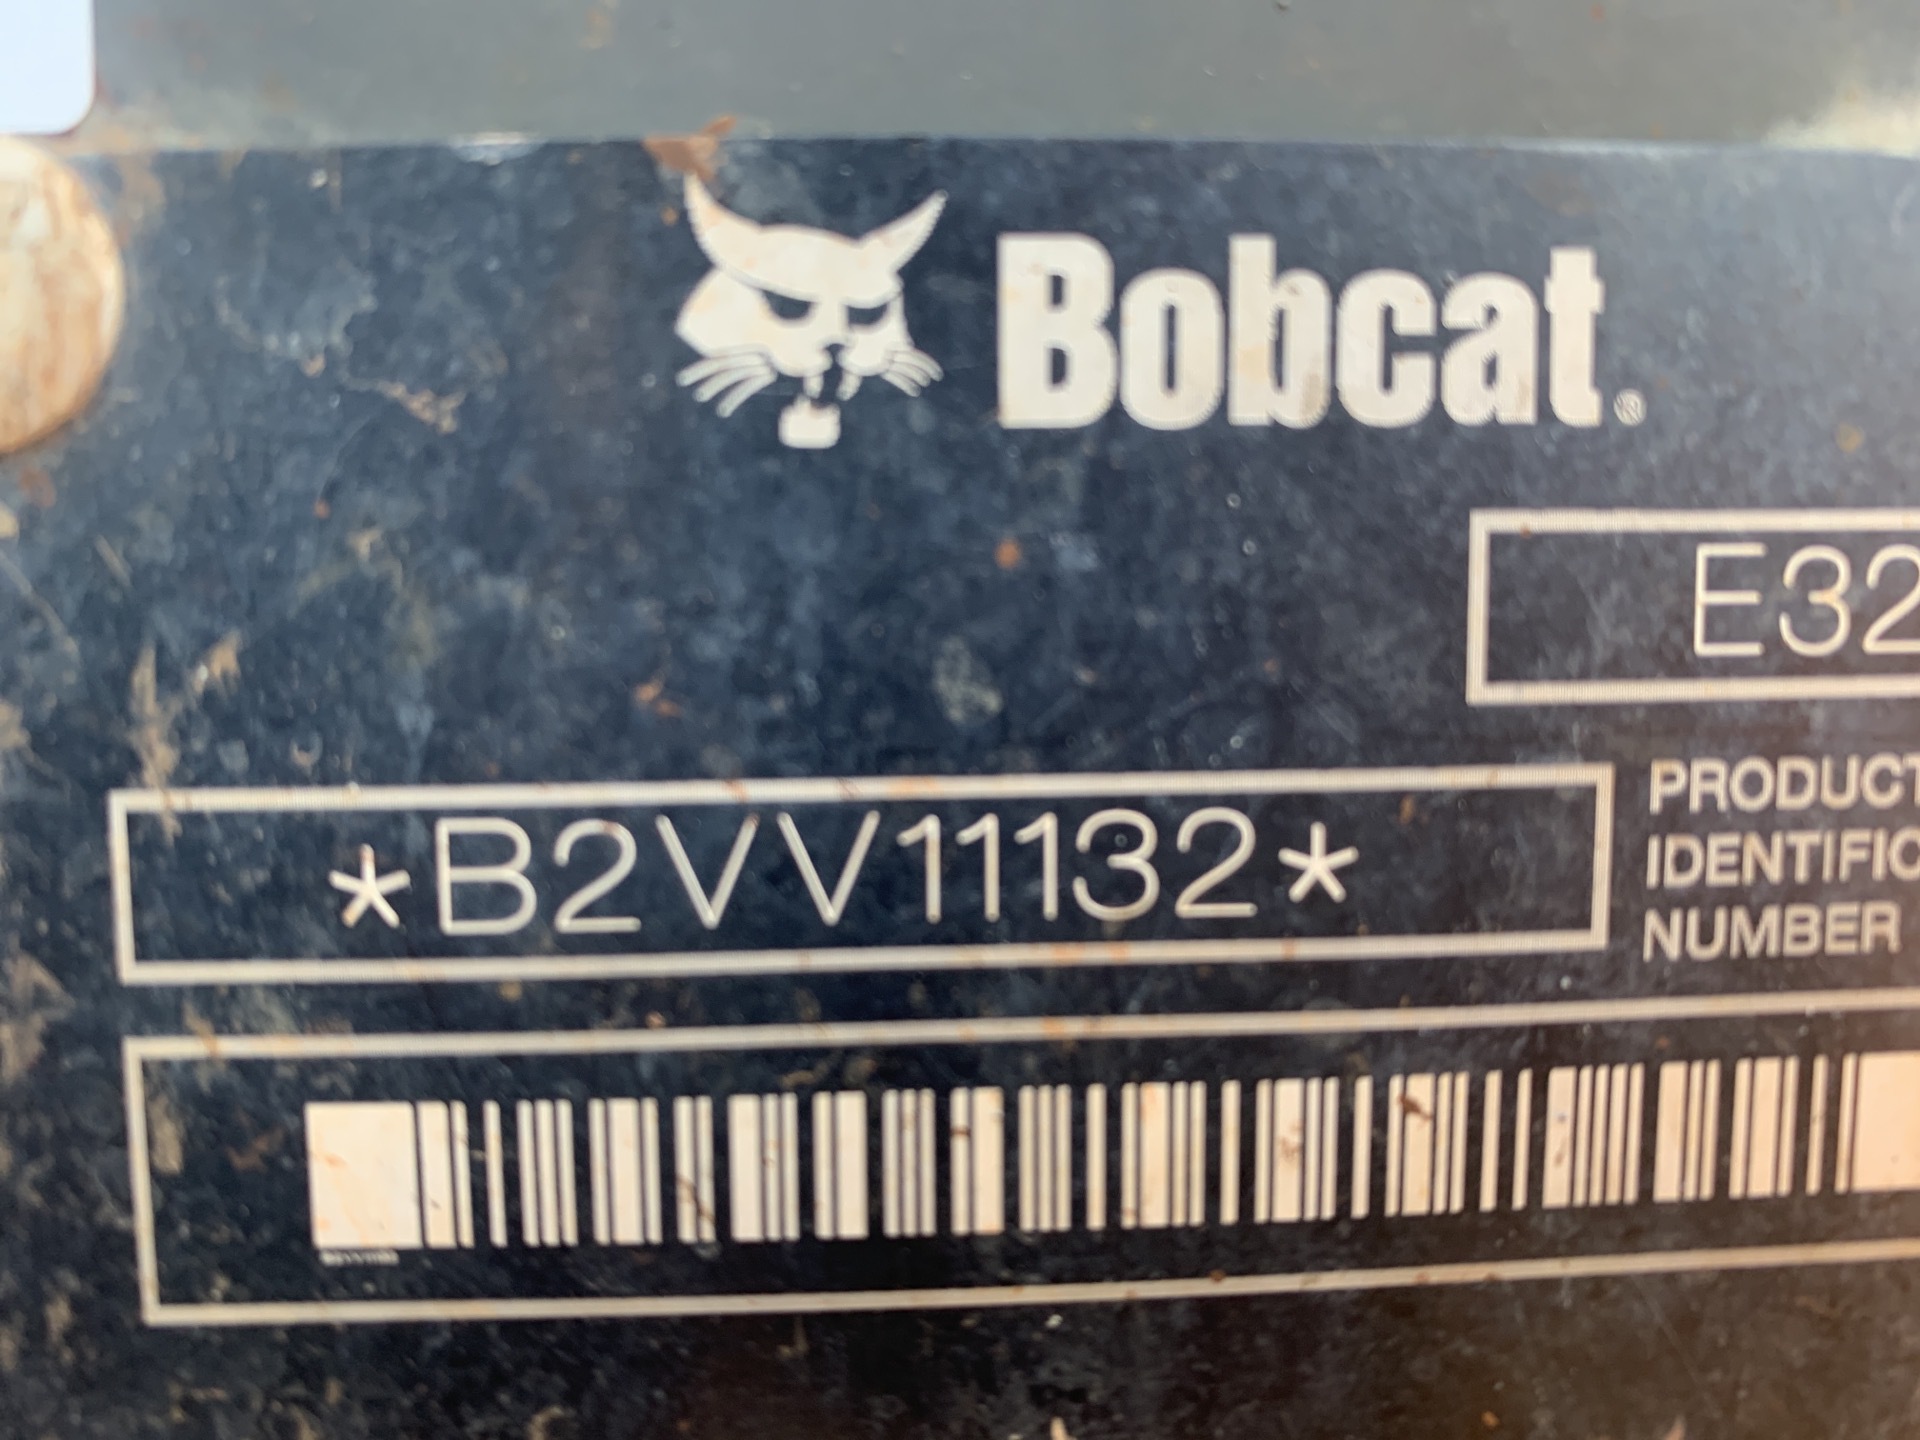 Bobcat®
E32
*B2VV11132*
PRODUCT
IDENTIFIC
NUMBER